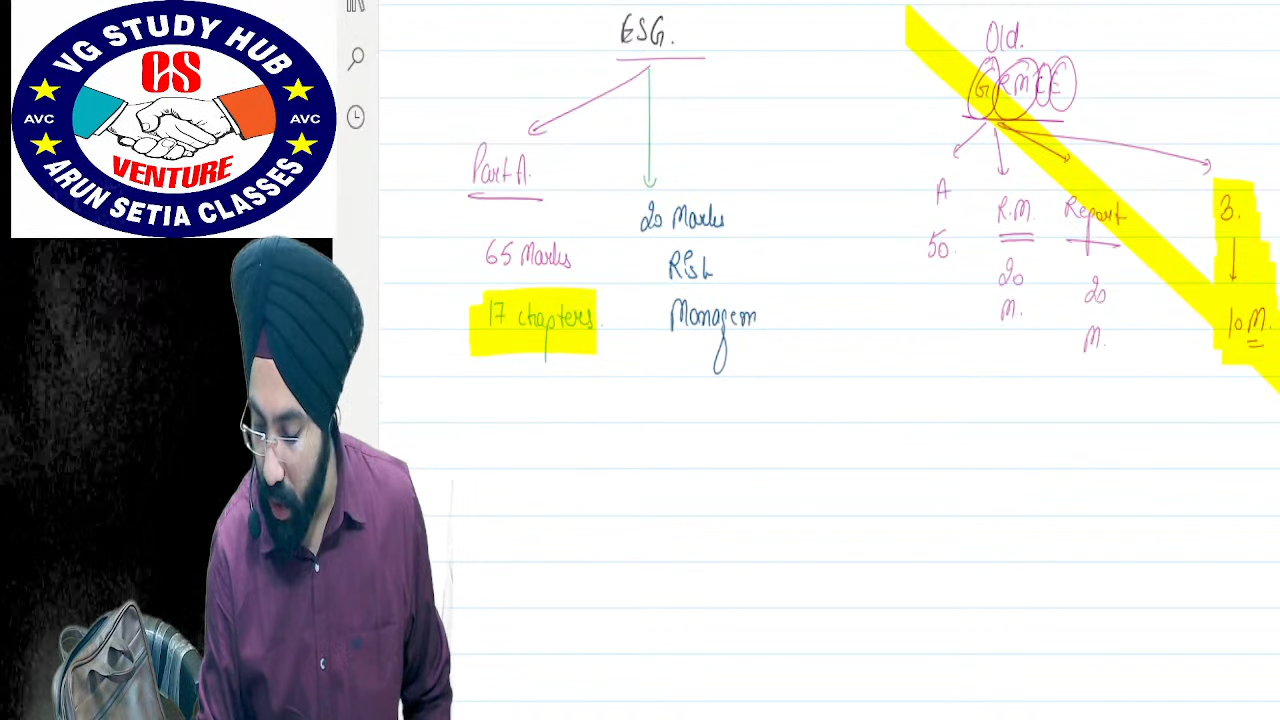 VG STUDY HUB
CS
AVC
AVC
VENTURE
ARUN SETIA CLASSES
ESG.
Part A.
65 Marks
17 chapters.
20 Marks
Risk
Managem
Old.
G RM E E
A
50.
R.M.
20
M.
Report
20
M.
3.
10 M.